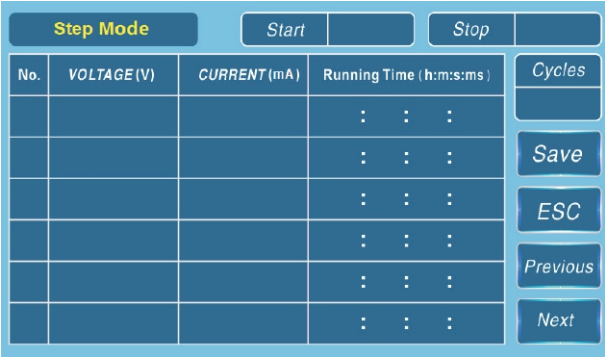 Step Mode Start Stop
No. VOLTAGE(V) CURRENT(mA) Running Time (h:m:s:ms) Cycles
: : :
: : :
Save
: : :
ESC
: : :
: : :
Previous
: : :
Next